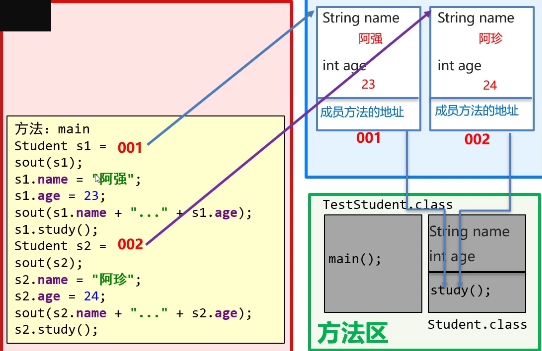 方法: main
Student s1 = 001
sout(s1);
s1.name = "阿强";
s1.age = 23;
sout(s1.name + "..." + s1.age);
s1.study();
Student s2 = 002
sout(s2);
s2.name = "阿珍";
s2.age = 24;
sout(s2.name + "..." + s2.age);
s2.study();
String name
阿强
int age
23
成员方法的地址
001
String name
阿珍
int age
24
成员方法的地址
002
TestStudent.class
main();
String name
int age
study();
Student.class
方法区